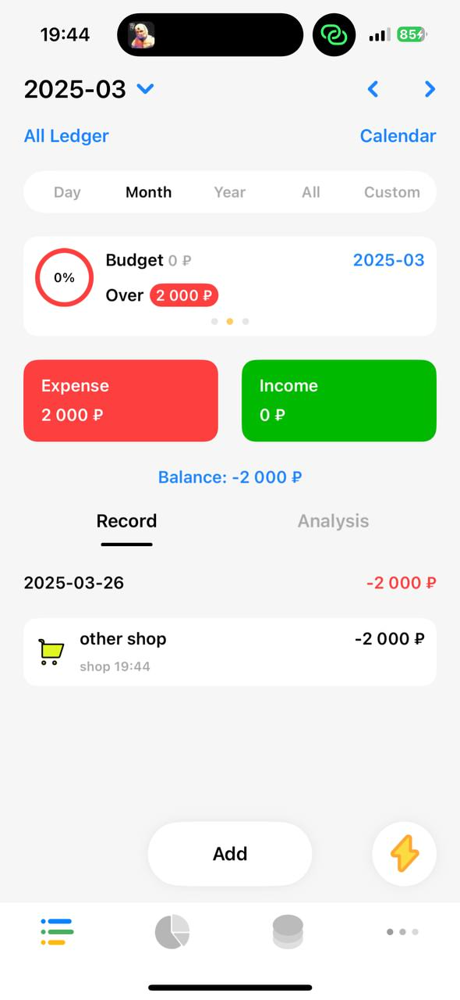 19:44
85
2025-03
All Ledger Calendar
Day Month Year All Custom
0%
Budget 0 ₽ 2025-03
Over 2 000 ₽
Expense
2 000 ₽
Income
0 ₽
Balance: -2 000 ₽
Record Analysis
2025-03-26 -2 000 ₽
other shop -2 000 ₽
shop 19:44
Add